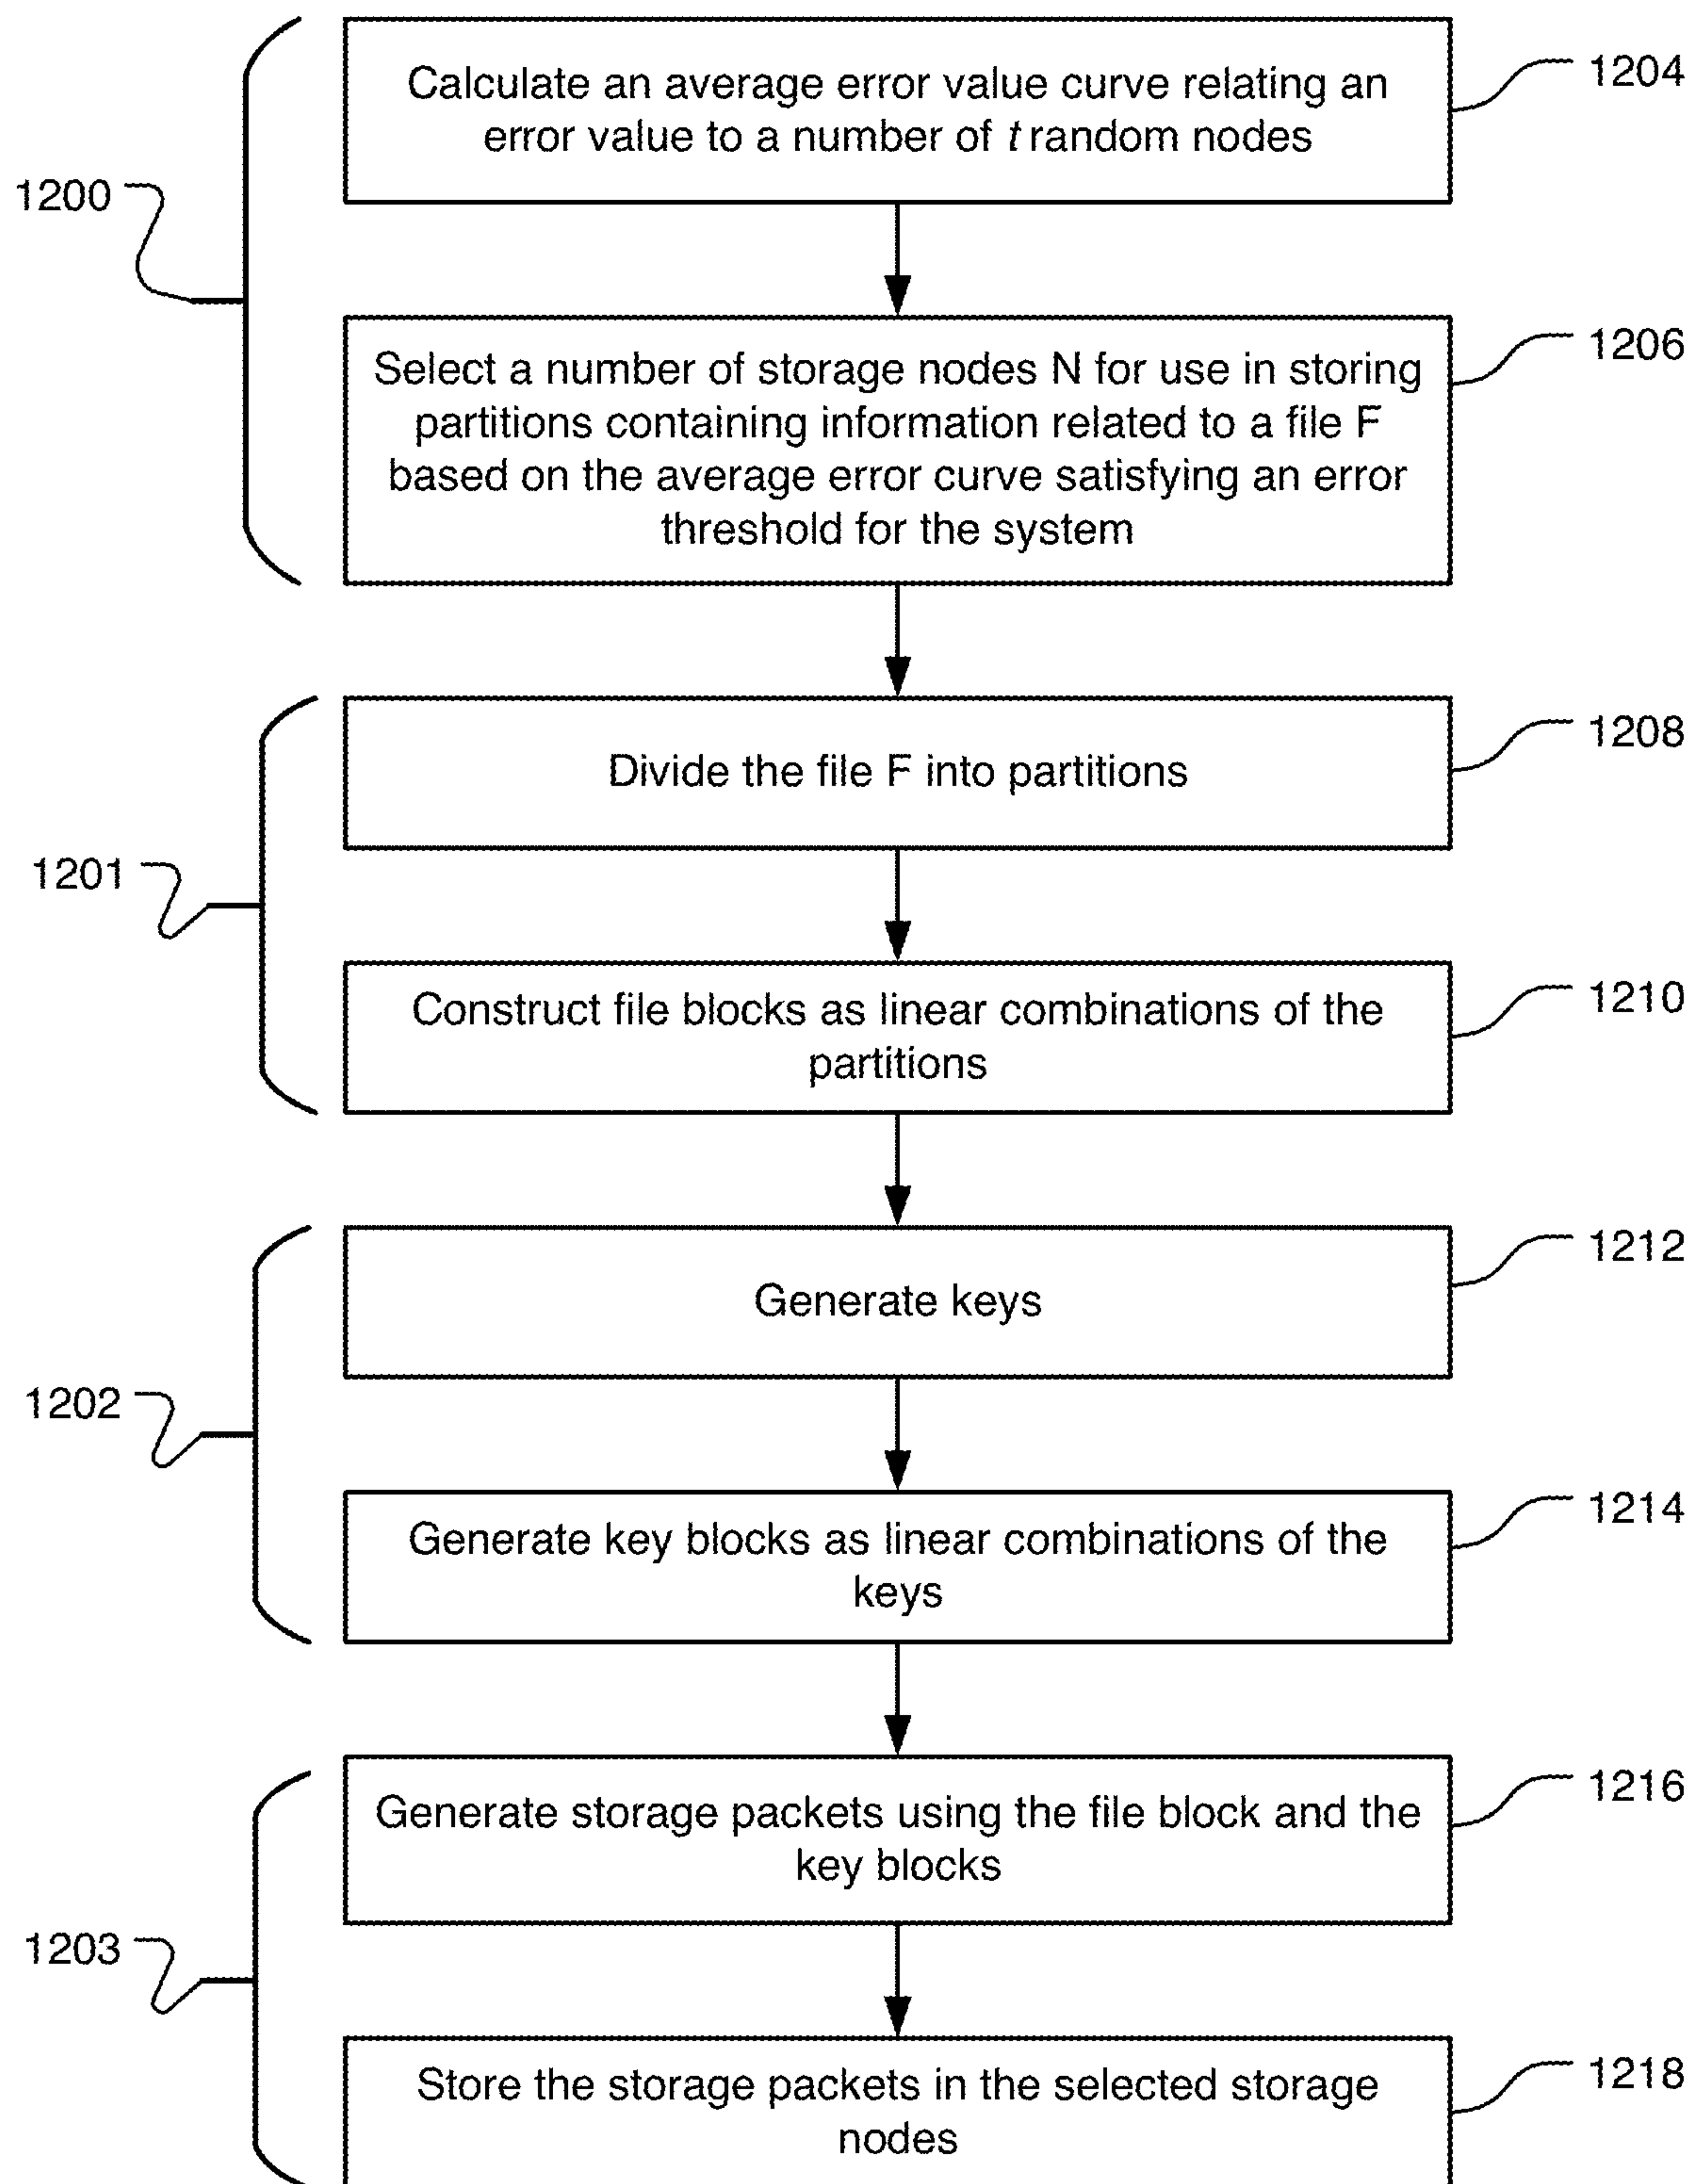 Calculate an average error value curve relating an
error value to a number of t random nodes
1204
1200
Select a number of storage nodes N for use in storing
partitions containing information related to a file F
based on the average error curve satisfying an error
threshold for the system
1206
Divide the file F into partitions
1208
1201
Construct file blocks as linear combinations of the
partitions
1210
Generate keys
1212
1202
Generate key blocks as linear combinations of the
keys
1214
Generate storage packets using the file block and the
key blocks
1216
1203
Store the storage packets in the selected storage
nodes
1218